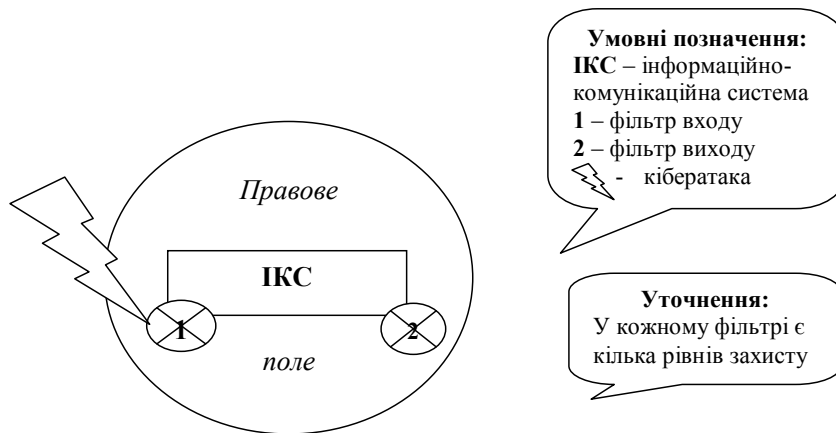 Умовні позначення:
ІКС – інформаційно-
комунікаційна система
1 – фільтр входу
2 – фільтр виходу
- кібератака
Правове
ІКС
1
2
поле
Уточнення:
У кожному фільтрі є
кілька рівнів захисту